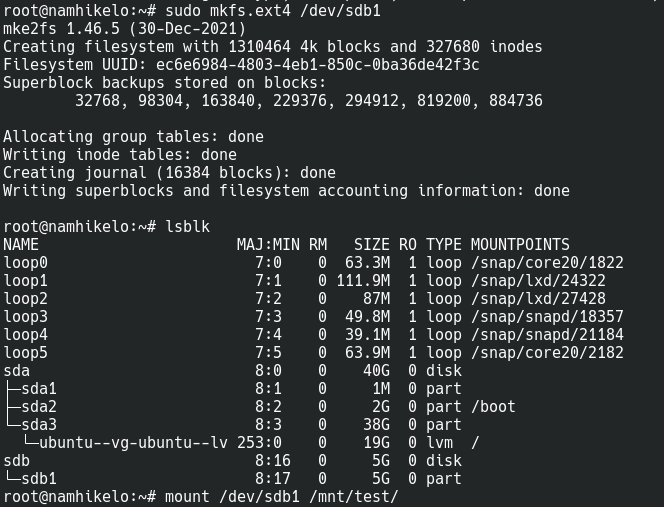 root@namhikelo:~# sudo mkfs.ext4 /dev/sdb1
mke2fs 1.46.5 (30-Dec-2021)
Creating filesystem with 1310464 4k blocks and 327680 inodes
Filesystem UUID: ec6e6984-4803-4eb1-850c-0ba36de42f3c
Superblock backups stored on blocks:
        32768, 98304, 163840, 229376, 294912, 819200, 884736

Allocating group tables: done
Writing inode tables: done
Creating journal (16384 blocks): done
Writing superblocks and filesystem accounting information: done

root@namhikelo:~# lsblk
NAME                      MAJ:MIN RM   SIZE RO TYPE MOUNTPOINTS
loop0                       7:0    0  63.3M  1 loop /snap/core20/1822
loop1                       7:1    0 111.9M  1 loop /snap/lxd/24322
loop2                       7:2    0    87M  1 loop /snap/lxd/27428
loop3                       7:3    0  49.8M  1 loop /snap/snapd/18357
loop4                       7:4    0  39.1M  1 loop /snap/snapd/21184
loop5                       7:5    0  63.9M  1 loop /snap/core20/2182
sda                         8:0    0    40G  0 disk
├─sda1                      8:1    0     1M  0 part
├─sda2                      8:2    0     2G  0 part /boot
└─sda3                      8:3    0    38G  0 part
  └─ubuntu--vg-ubuntu--lv 253:0    0    19G  0 lvm  /
sdb                         8:16   0     5G  0 disk
└─sdb1                      8:17   0     5G  0 part
root@namhikelo:~# mount /dev/sdb1 /mnt/test/